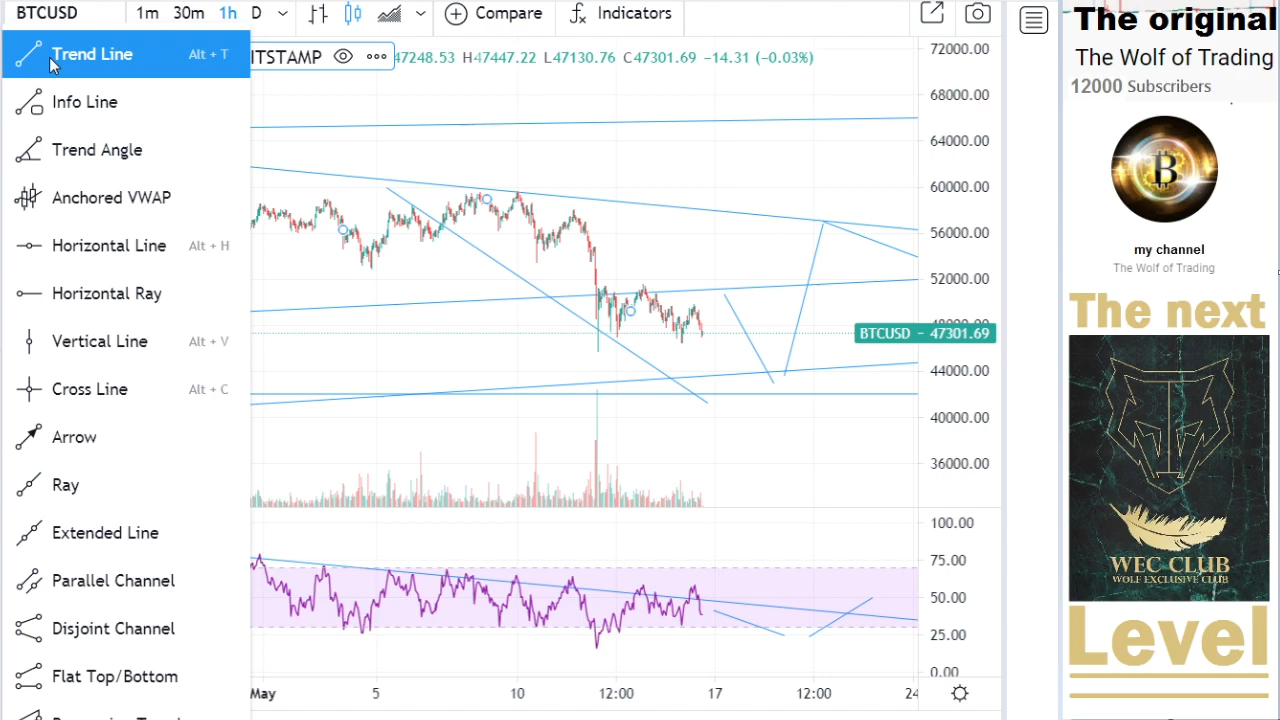 BTCUSD 1m 30m 1h D Compare Indicators
Trend Line Alt + T
Info Line
Trend Angle
Anchored VWAP
Horizontal Line Alt + H
Horizontal Ray
Vertical Line Alt + V
Cross Line Alt + C
Arrow
Ray
Extended Line
Parallel Channel
Disjoint Channel
Flat Top/Bottom
ITSTAMP 47248.53 H47447.22 L47130.76 C47301.69 −14.31 (−0.03%)
72000.00
68000.00
64000.00
60000.00
56000.00
52000.00
BTCUSD - 47301.69
44000.00
40000.00
36000.00
100.00
75.00
50.00
25.00
0.00
May 5 10 12:00 17 12:00 24
The original
The Wolf of Trading
12000 Subscribers
my channel
The Wolf of Trading
The next
WEC CLUB
WOLF EXCLUSIVE CLUB
Level